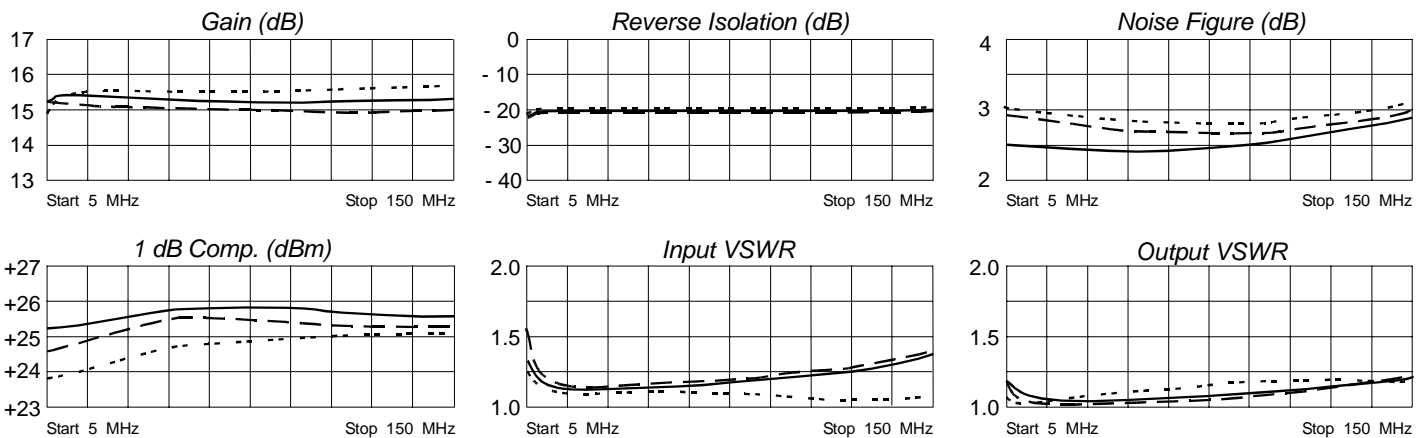 Gain (dB)
17
16
15
14
13
Start 5 MHz
Stop 150 MHz
Reverse Isolation (dB)
0
- 10
- 20
- 30
- 40
Start 5 MHz
Stop 150 MHz
Noise Figure (dB)
4
3
2
Start 5 MHz
Stop 150 MHz
1 dB Comp. (dBm)
+27
+26
+25
+24
+23
Start 5 MHz
Stop 150 MHz
Input VSWR
2.0
1.5
1.0
Start 5 MHz
Stop 150 MHz
Output VSWR
2.0
1.5
1.0
Start 5 MHz
Stop 150 MHz